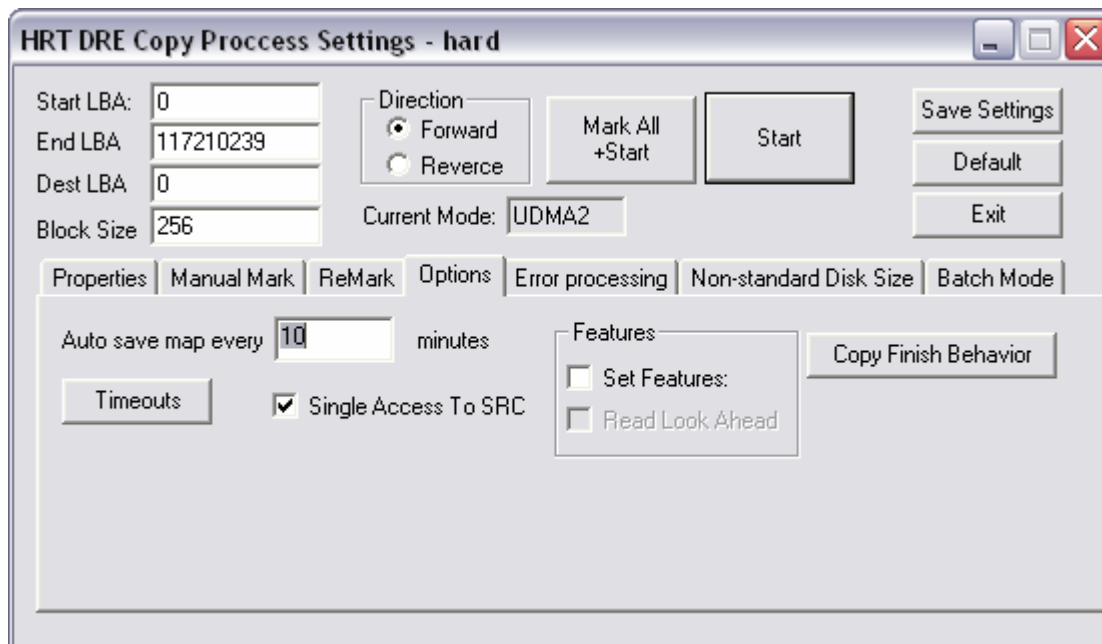 HRT DRE Copy Proccess Settings - hard
Start LBA: 0
End LBA 117210239
Dest LBA 0
Block Size 256
Direction
Forward
Reverce
Current Mode: UDMA2
Mark All
+Start
Start
Save Settings
Default
Exit
Properties Manual Mark ReMark Options Error processing Non-standard Disk Size Batch Mode
Auto save map every 10 minutes
Timeouts
Single Access To SRC
Features
Set Features:
Read Look Ahead
Copy Finish Behavior